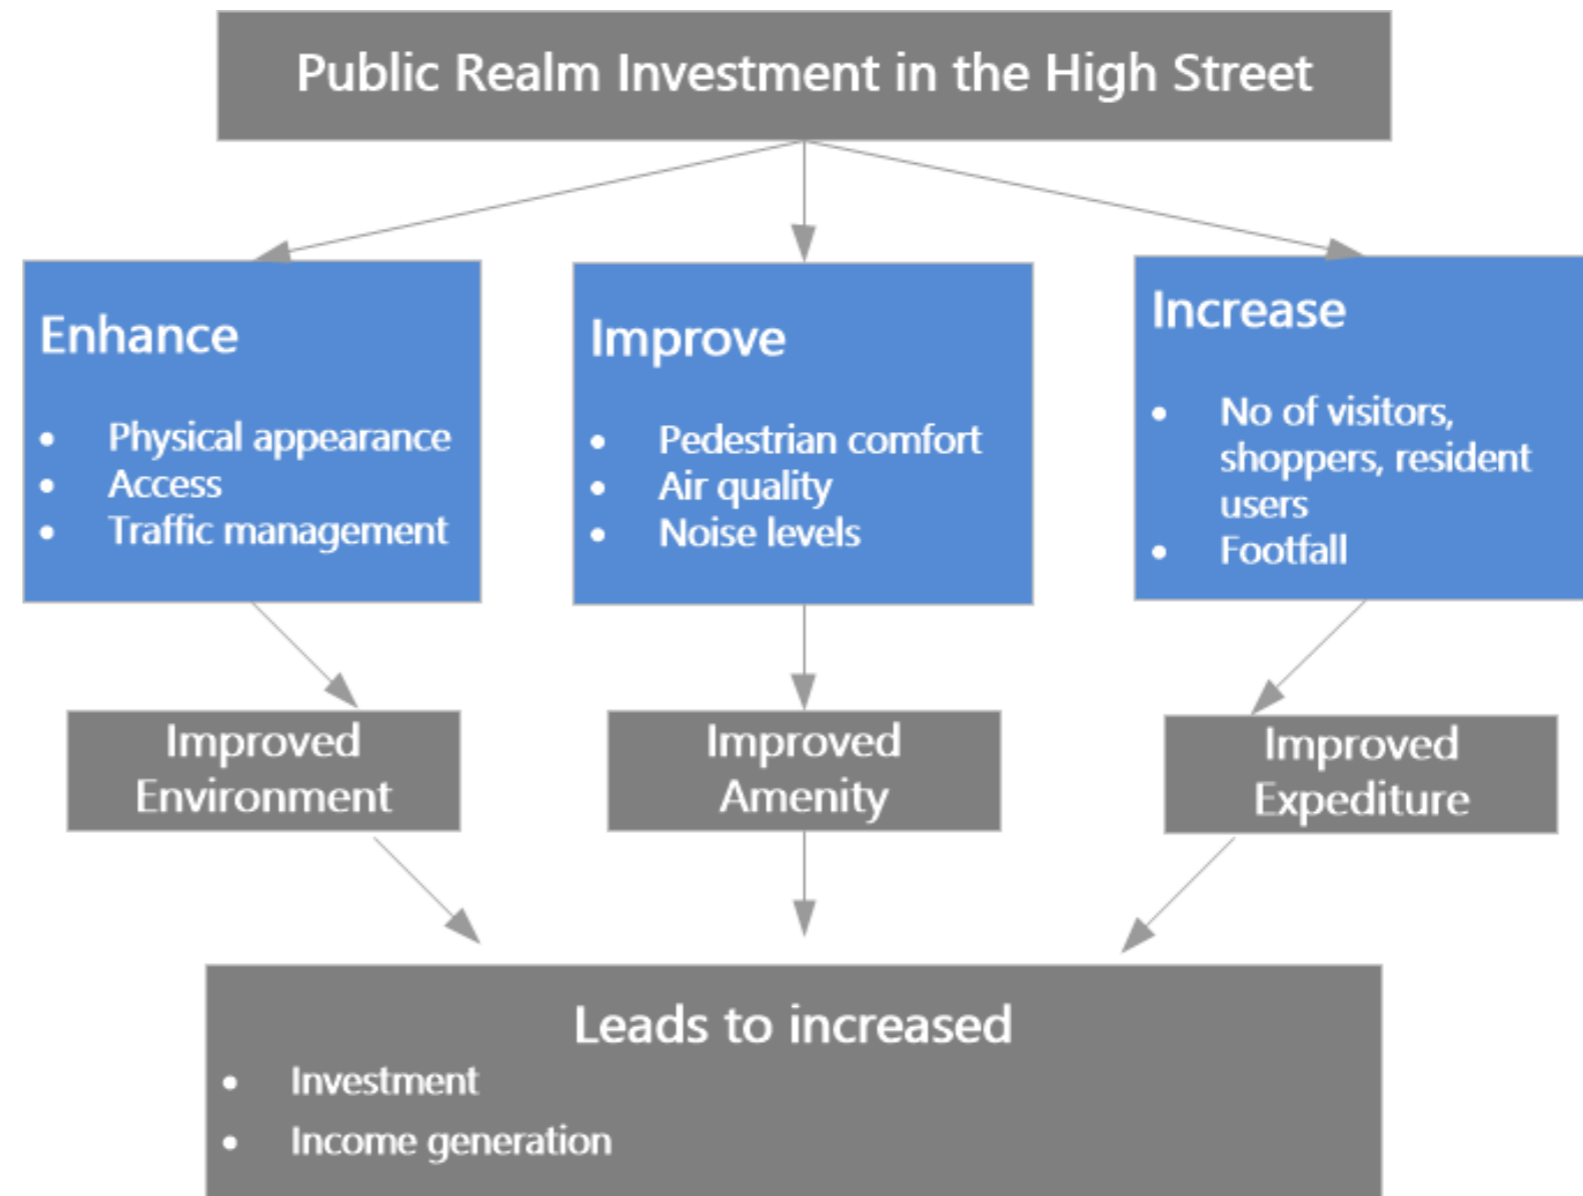 Public Realm Investment in the High Street
Enhance
• Physical appearance
• Access
• Traffic management
Improve
• Pedestrian comfort
• Air quality
• Noise levels
Increase
• No of visitors,
shoppers, resident
users
• Footfall
Improved
Environment
Improved
Amenity
Improved
Expediture
Leads to increased
• Investment
• Income generation